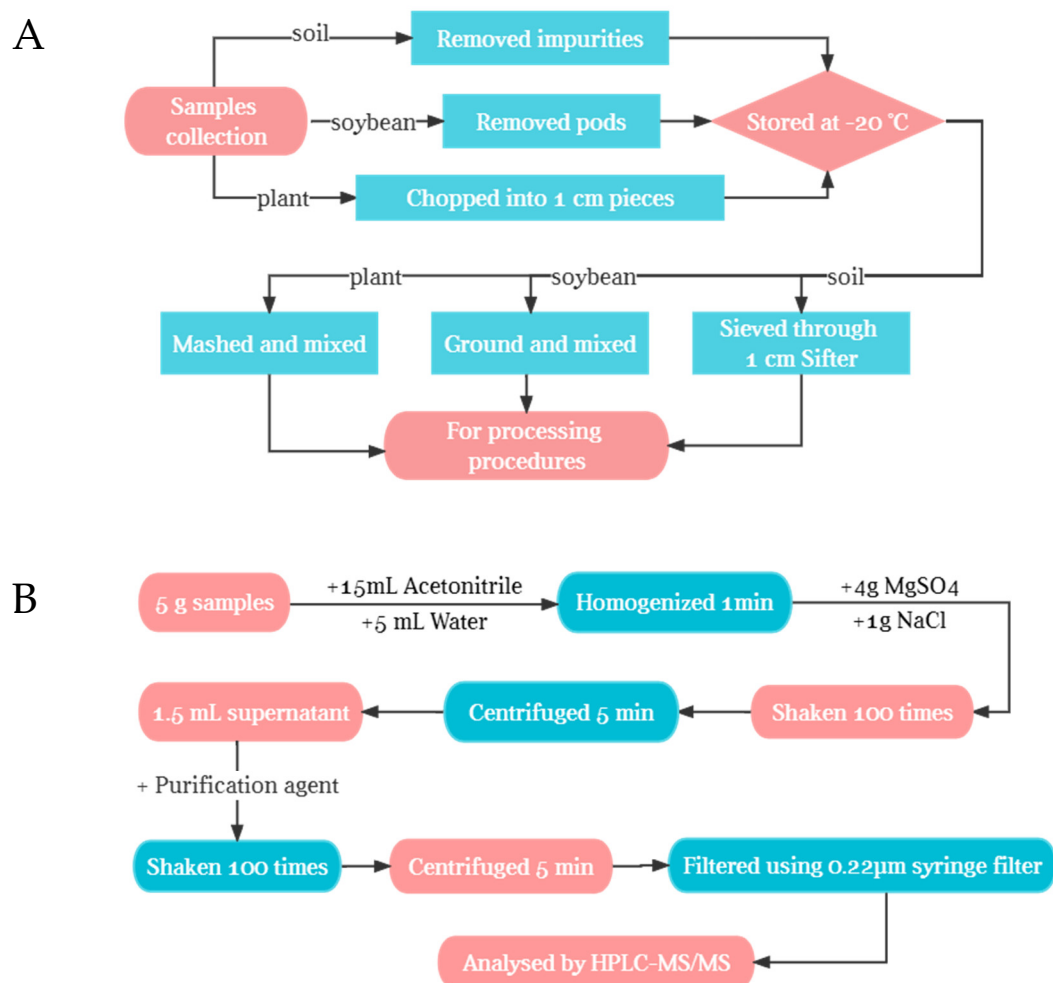 A
soil
Removed impurities
Samples
collection
soybean
Removed pods
Stored at -20 °C
plant
Chopped into 1 cm pieces
plant
soybean
soil
Mashed and mixed
Ground and mixed
Sieved through
1 cm Sifter
For processing
procedures
B
5 g samples
+15mL Acetonitrile
+5 mL Water
Homogenized 1min
+4g MgSO4
+1g NaCl
1.5 mL supernatant
Centrifuged 5 min
Shaken 100 times
+ Purification agent
Shaken 100 times
Centrifuged 5 min
Filtered using 0.22μm syringe filter
Analysed by HPLC-MS/MS